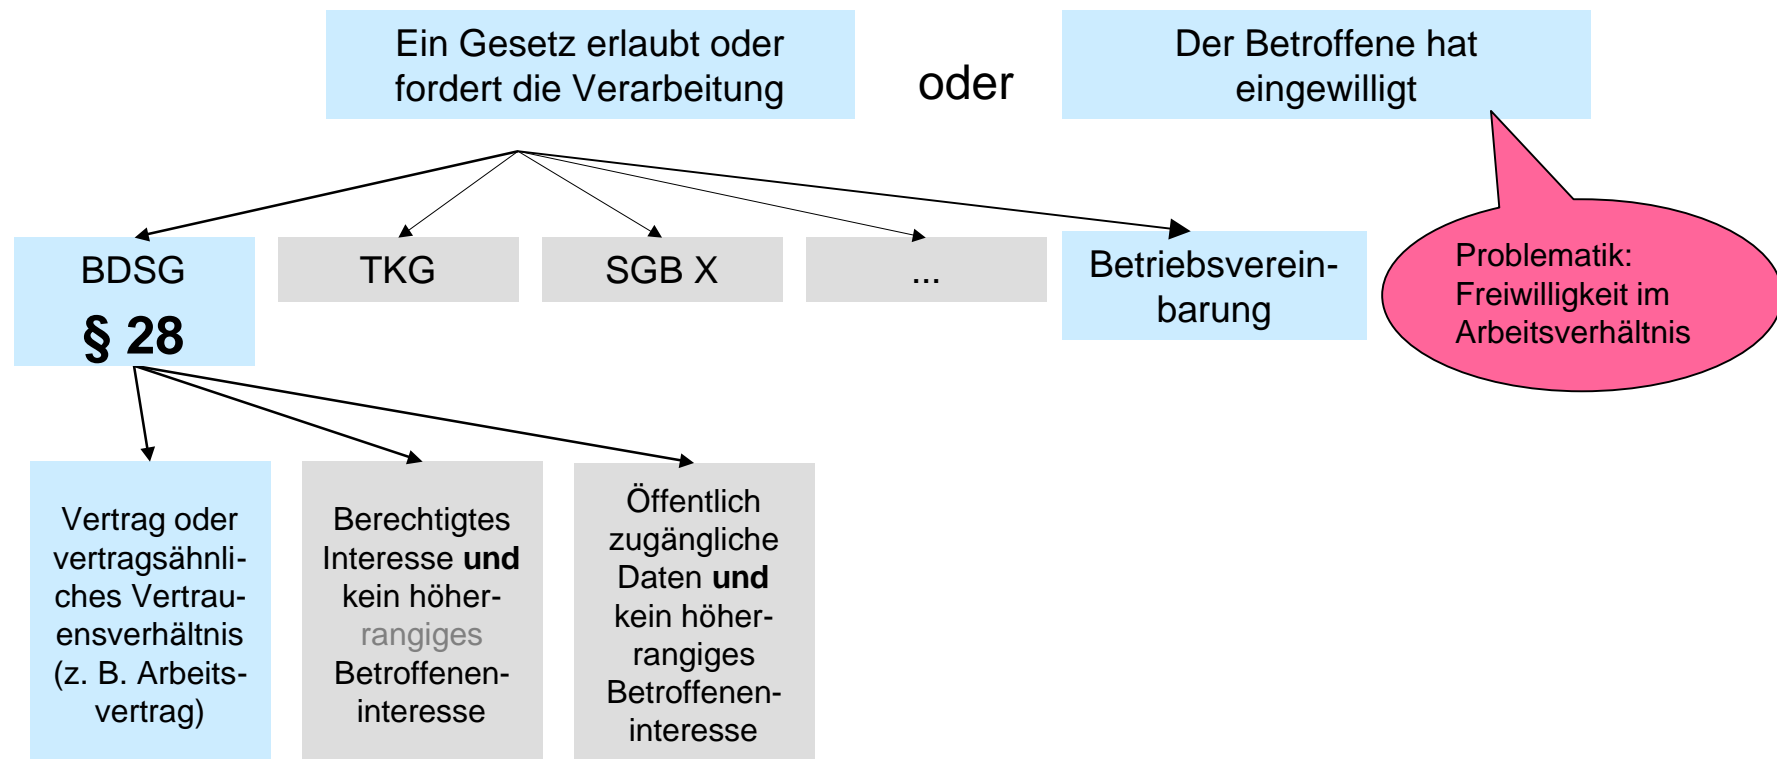 Ein Gesetz erlaubt oder
fordert die Verarbeitung
oder
Der Betroffene hat
eingewilligt
BDSG
§ 28
TKG
SGB X
...
Betriebsverein-
barung
Problematik:
Freiwilligkeit im
Arbeitsverhältnis
Vertrag oder
vertragsähnli-
ches Vertrau-
ensverhältnis
(z. B. Arbeits-
vertrag)
Berechtigtes
Interesse und
kein höher-
rangiges
Betroffenen-
interesse
Öffentlich
zugängliche
Daten und
kein höher-
rangiges
Betroffenen-
interesse